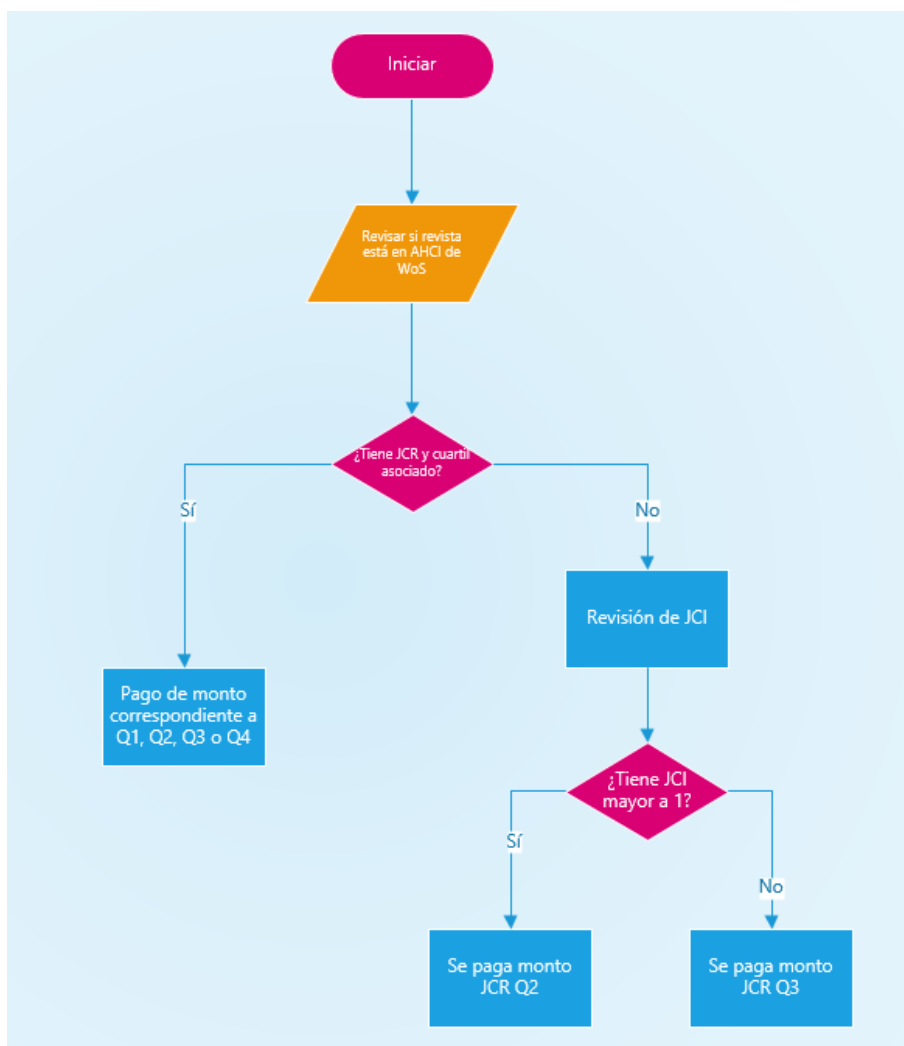 Iniciar
Revisar si revista
está en AHCI de
WoS
¿Tiene JCR y cuartil
asociado?
Sí
No
Revisión de JCI
Pago de monto
correspondiente a
Q1, Q2, Q3 o Q4
¿Tiene JCI
mayor a 1?
Sí
No
Se paga monto
JCR Q2
Se paga monto
JCR Q3